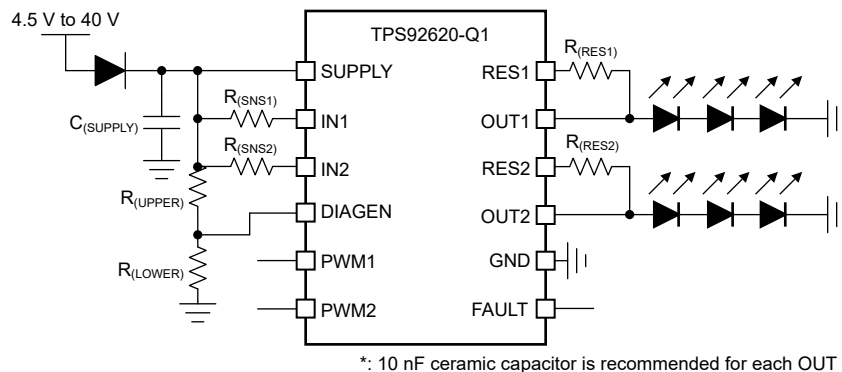 4.5 V to 40 V
TPS92620-Q1
SUPPLY
RES1
R(RES1)
R(SNS1)
C(SUPPLY)
IN1
OUT1
R(SNS2)
R(RES2)
IN2
RES2
R(UPPER)
DIAGEN
OUT2
R(LOWER)
PWM1
GND
PWM2
FAULT
*: 10 nF ceramic capacitor is recommended for each OUT